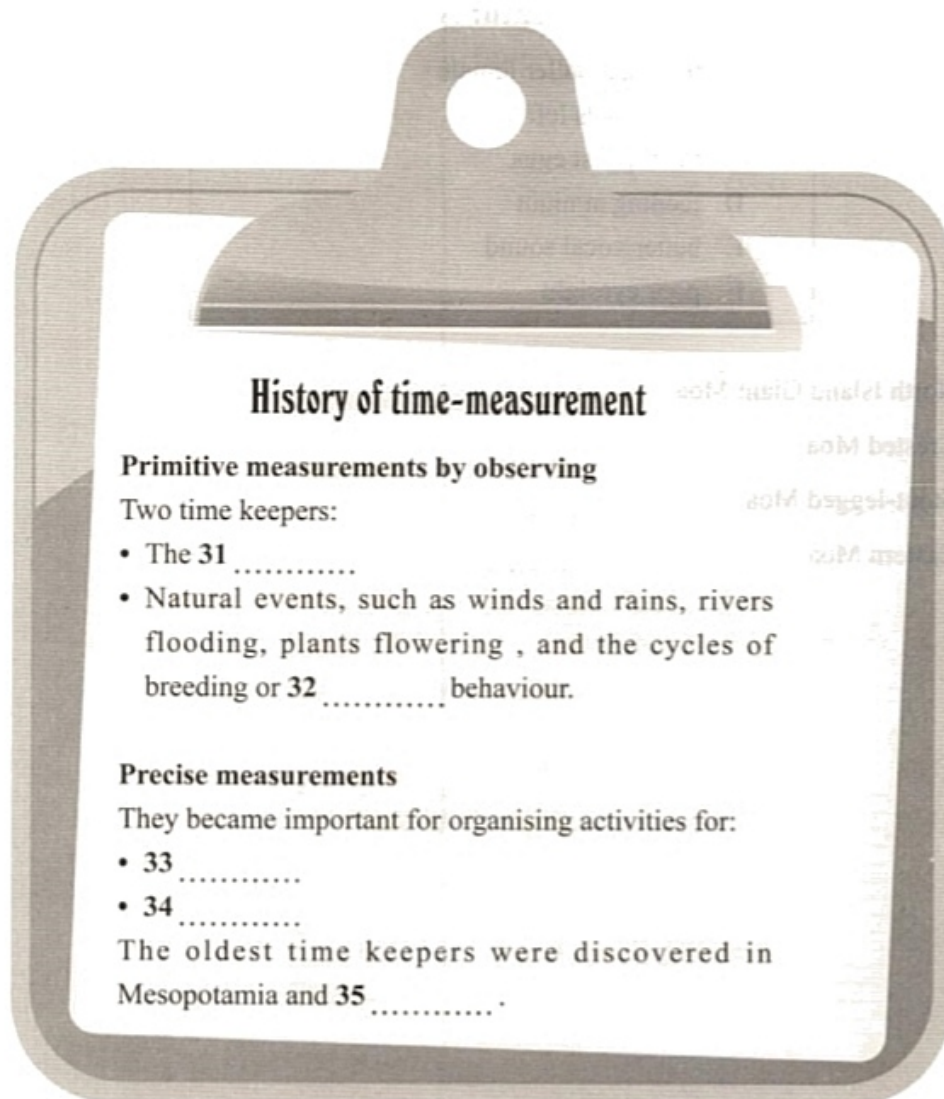 History of time-measurement
Primitive measurements by observing
Two time keepers:
• The 31 ............
• Natural events, such as winds and rains, rivers
flooding, plants flowering , and the cycles of
breeding or 32 ............ behaviour.
Precise measurements
They became important for organising activities for:
• 33 ............
• 34 ............
The oldest time keepers were discovered in
Mesopotamia and 35 ............ .